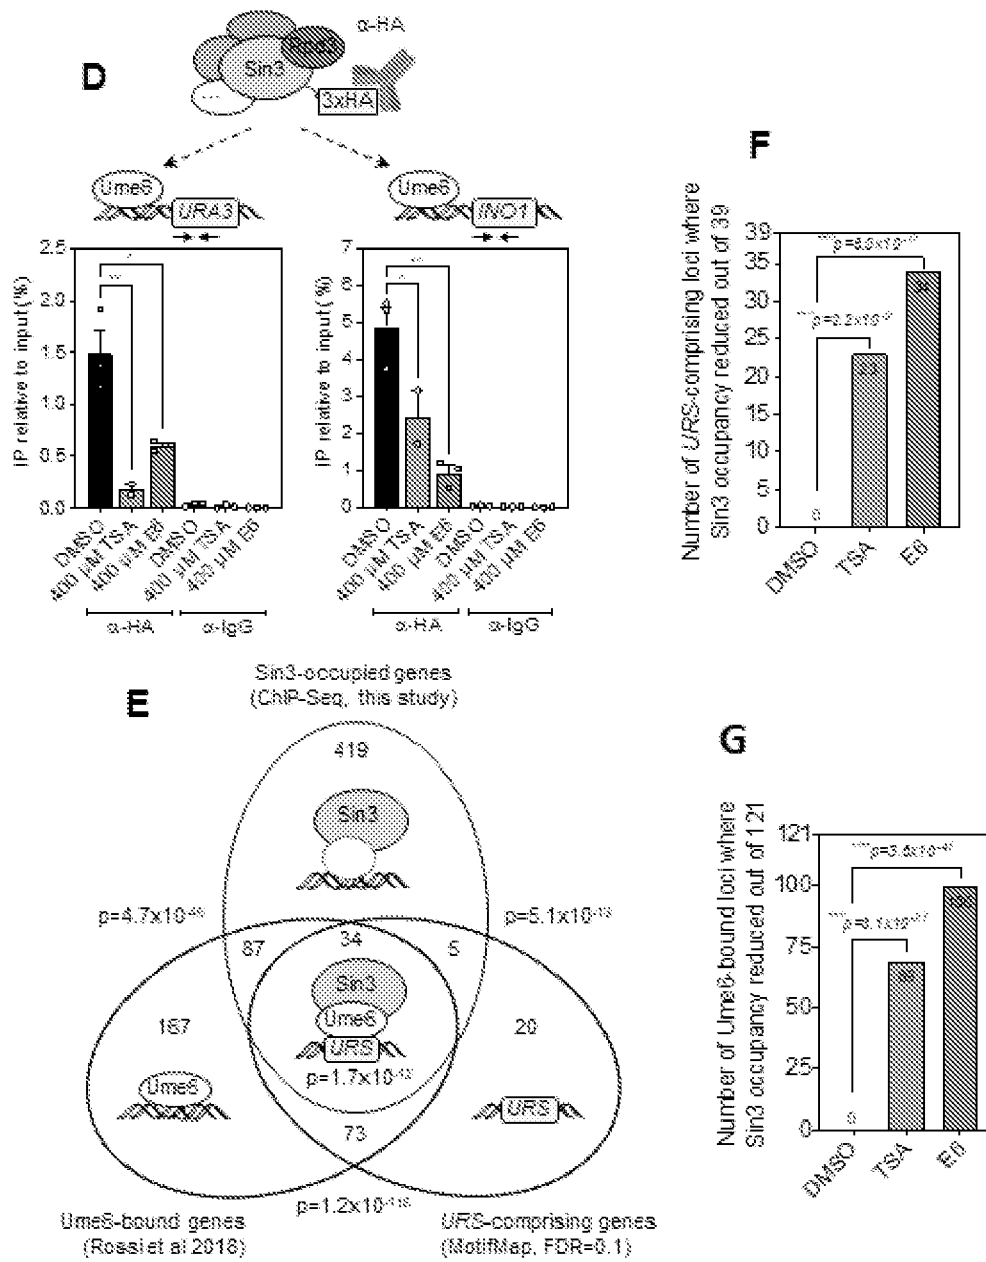 D
α-HA
Sin3
3xHA
Ume6
URA3
Ume6
INO1
IP relative to input (%)
2.5
2.0
1.5
1.0
0.5
0.0
DMSO
400 µM TSA
400 µM E6
DMSO
400 µM TSA
400 µM E6
α-HA
α-IgG
IP relative to input (%)
7
6
5
4
3
2
1
0
DMSO
400 µM TSA
400 µM E6
DMSO
400 µM TSA
400 µM E6
α-HA
α-IgG
F
Number of URS-comprising loci where
Sin3 occupancy reduced out of 39
39
35
30
25
20
15
10
5
0
0
23
DMSO
TSA
E6
E
Sin3-occupied genes
(ChIP-Seq, this study)
419
Sin3
87
34
5
Sin3
Ume6
URS
167
Ume6
20
URS
73
Ume6-bound genes
(Rossi et al 2018)
URS-comprising genes
(MotifMap, FDR=0.1)
G
Number of Ume6-bound loci where
Sin3 occupancy reduced out of 121
121
100
75
50
25
0
0
DMSO
TSA
E6